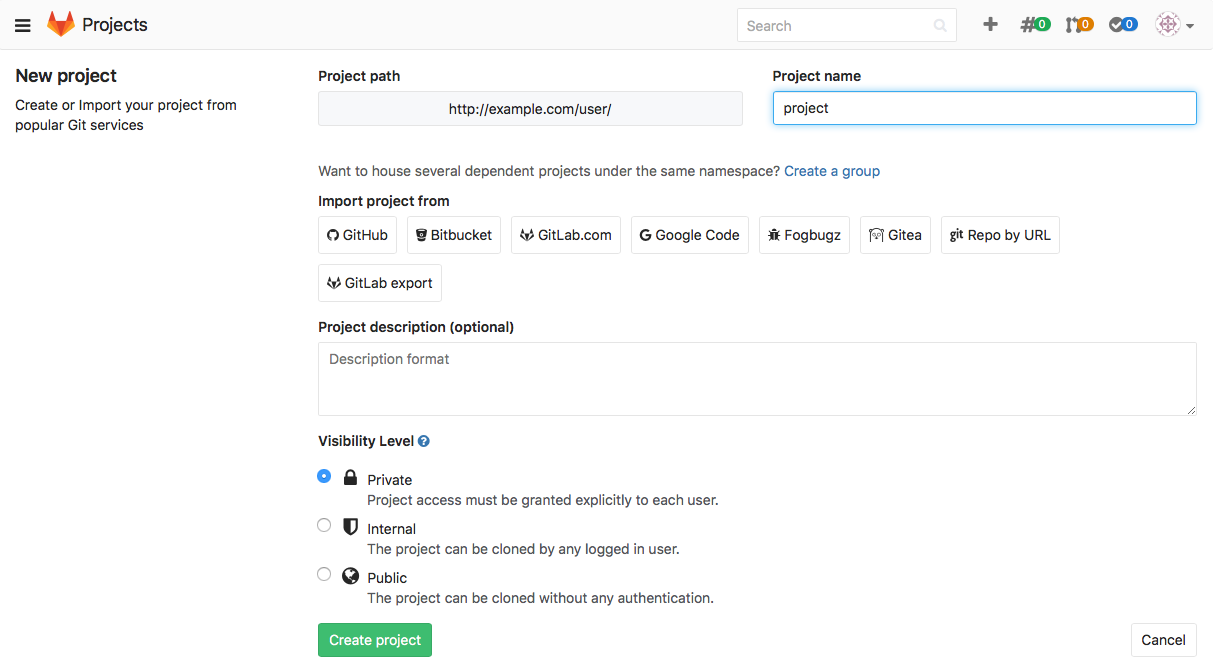 Projects
Search
0
0
0
New project
Create or Import your project from
popular Git services
Project path
http://example.com/user/
Project name
project
Want to house several dependent projects under the same namespace? Create a group
Import project from
GitHub
Bitbucket
GitLab.com
Google Code
Fogbugz
Gitea
git Repo by URL
GitLab export
Project description (optional)
Description format
Visibility Level ?
Private
Project access must be granted explicitly to each user.
Internal
The project can be cloned by any logged in user.
Public
The project can be cloned without any authentication.
Create project
Cancel